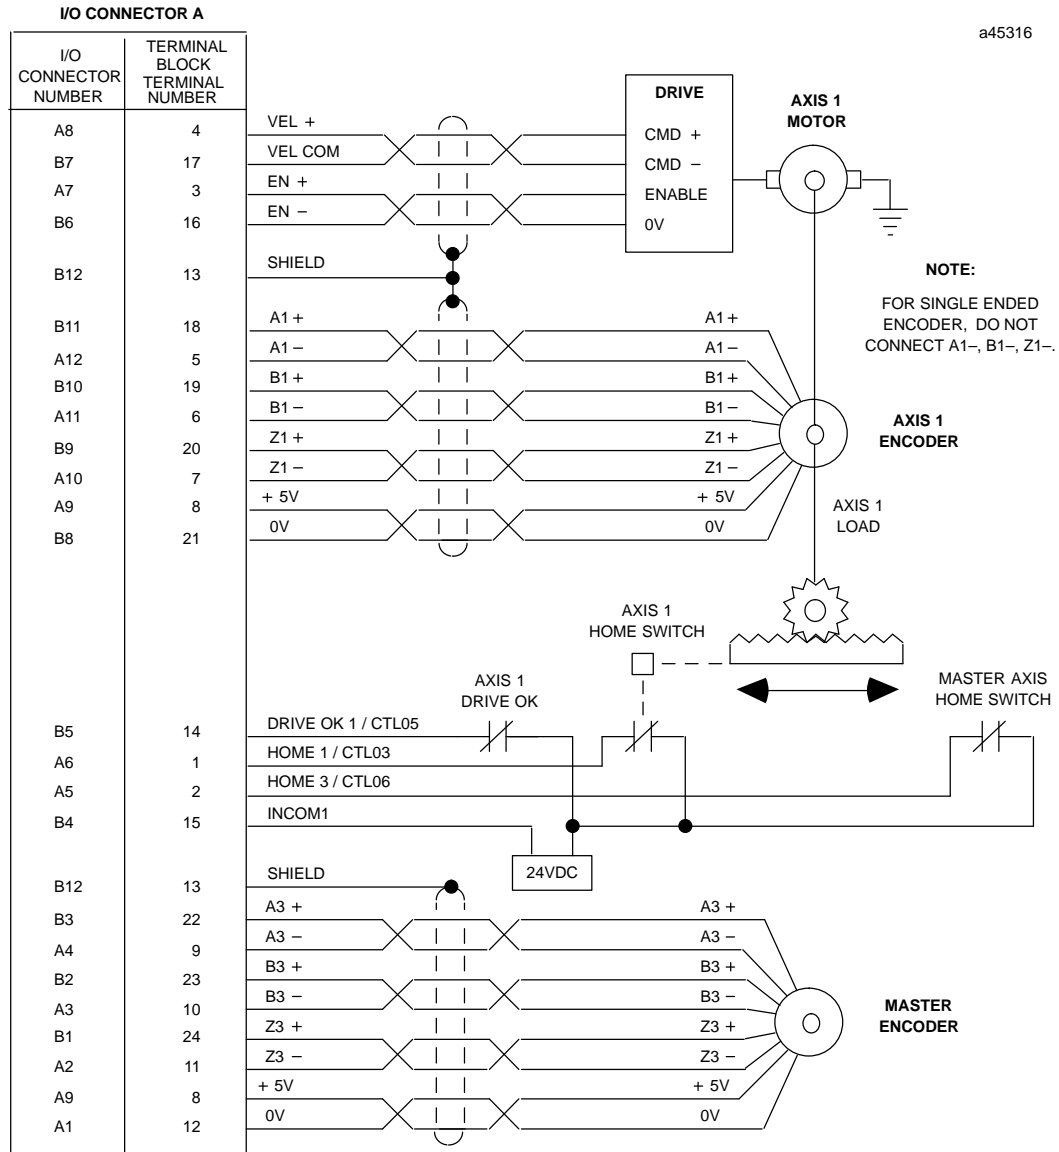 I/O CONNECTOR A
a45316
I/O
CONNECTOR
NUMBER
TERMINAL
BLOCK
TERMINAL
NUMBER
A8 4 VEL +
B7 17 VEL COM
A7 3 EN +
B6 16 EN –
B12 13 SHIELD
DRIVE
CMD +
CMD –
ENABLE
0V
AXIS 1
MOTOR
NOTE:
FOR SINGLE ENDED
ENCODER, DO NOT
CONNECT A1–, B1–, Z1–.
B11 18 A1 + A1 +
A12 5 A1 – A1 –
B10 19 B1 + B1 +
A11 6 B1 – B1 –
B9 20 Z1 + Z1 +
A10 7 Z1 – Z1 –
A9 8 + 5V + 5V
B8 21 0V 0V
AXIS 1
ENCODER
AXIS 1
LOAD
AXIS 1
HOME SWITCH
AXIS 1
DRIVE OK
MASTER AXIS
HOME SWITCH
B5 14 DRIVE OK 1 / CTL05
A6 1 HOME 1 / CTL03
A5 2 HOME 3 / CTL06
B4 15 INCOM1
24VDC
B12 13 SHIELD
B3 22 A3 + A3 +
A4 9 A3 – A3 –
B2 23 B3 + B3 +
A3 10 B3 – B3 –
B1 24 Z3 + Z3 +
A2 11 Z3 – Z3 –
A9 8 + 5V + 5V
A1 12 0V 0V
MASTER
ENCODER